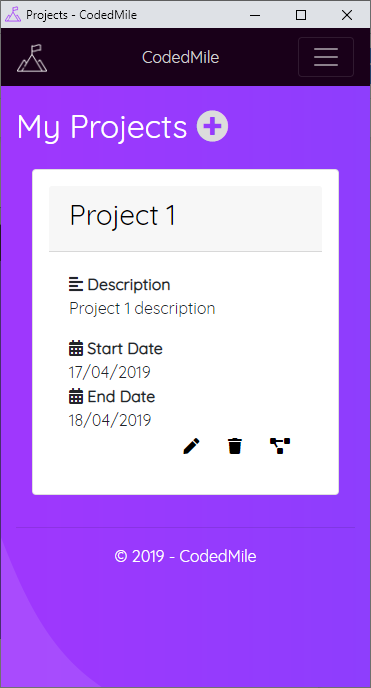 Projects - CodedMile
CodedMile
My Projects
Project 1
Description
Project 1 description
Start Date
17/04/2019
End Date
18/04/2019
© 2019 - CodedMile